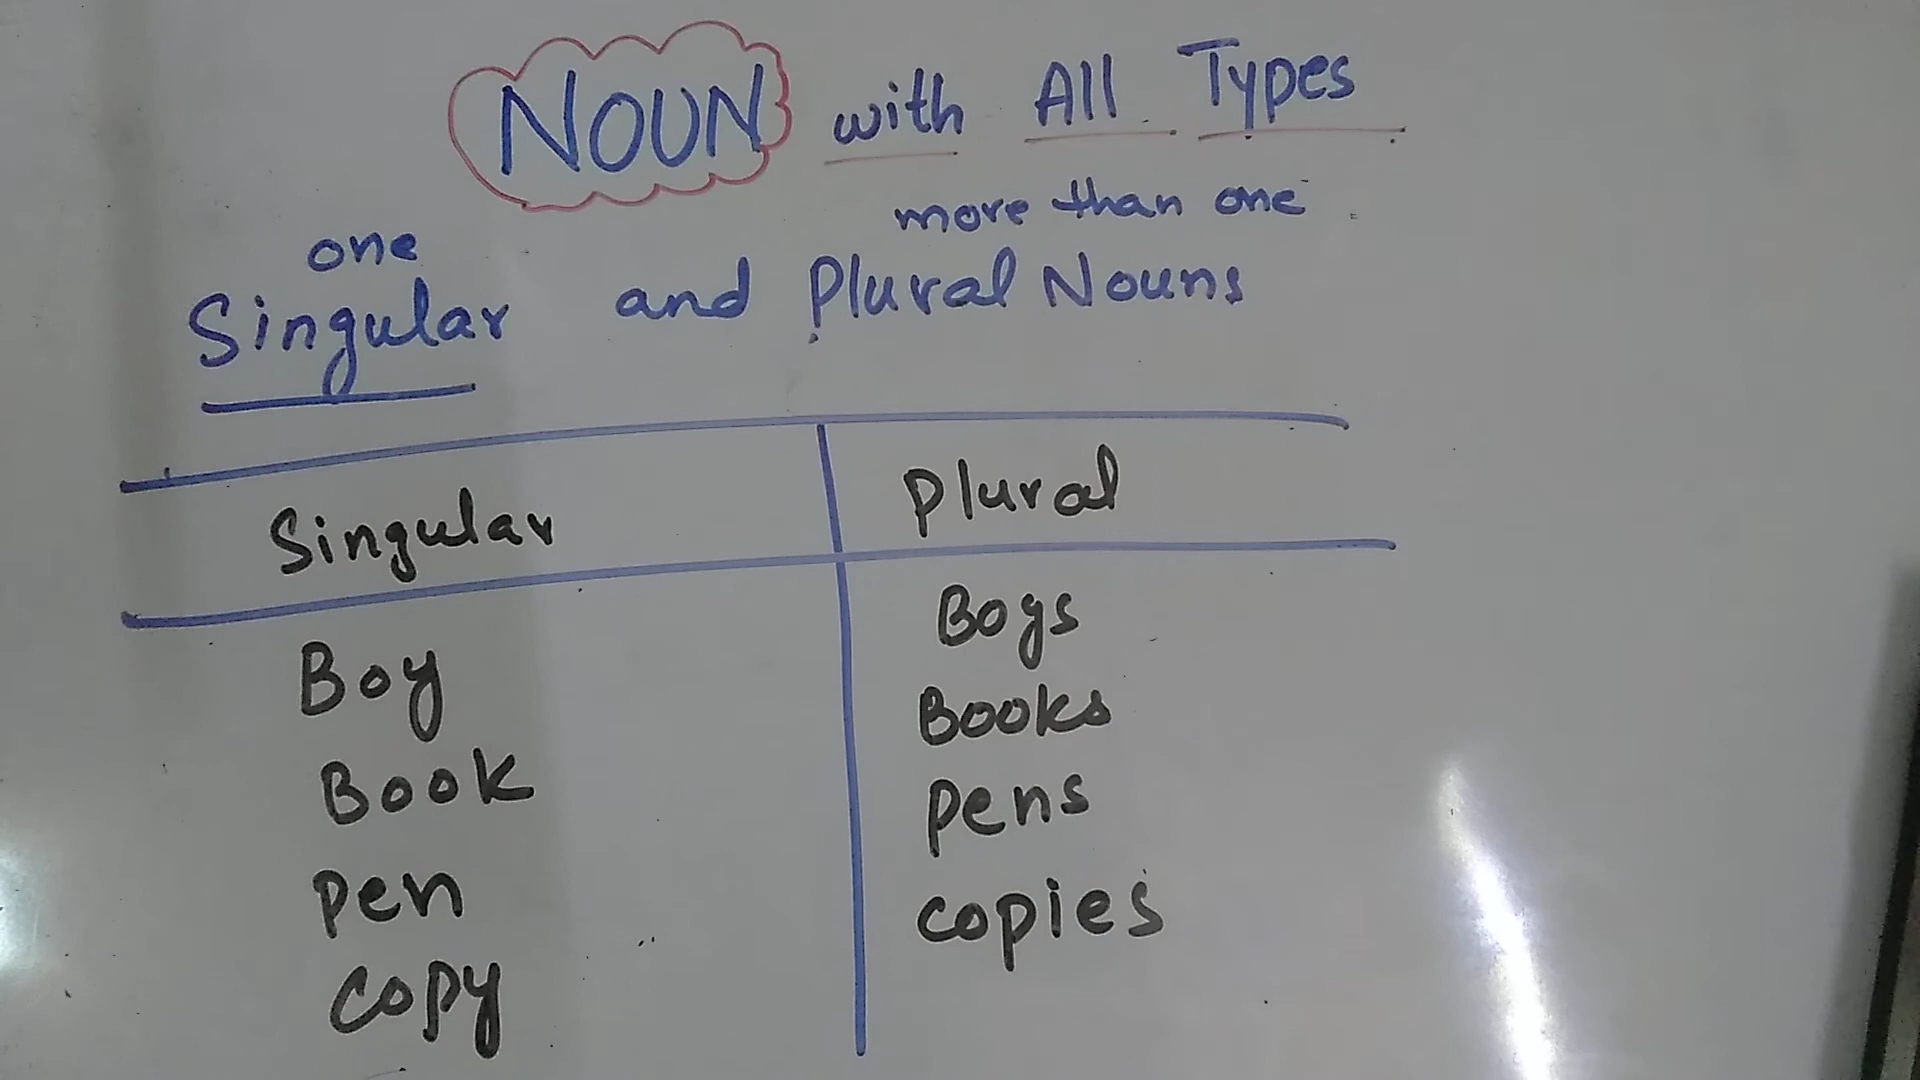 NOUN with All Types
one more than one
Singular and Plural Nouns
Singular Plural
Boy Boys
Book Books
Pen Pens
Copy Copies